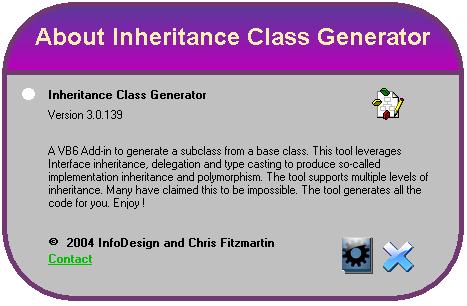 About Inheritance Class Generator
Inheritance Class Generator
Version 3.0.139
A VB6 Add-in to generate a subclass from a base class. This tool leverages
Interface inheritance, delegation and type casting to produce so-called
implementation inheritance and polymorphism. The tool supports multiple levels of
inheritance. Many have claimed this to be impossible. The tool generates all the
code for you. Enjoy !
© 2004 InfoDesign and Chris Fitzmartin
Contact